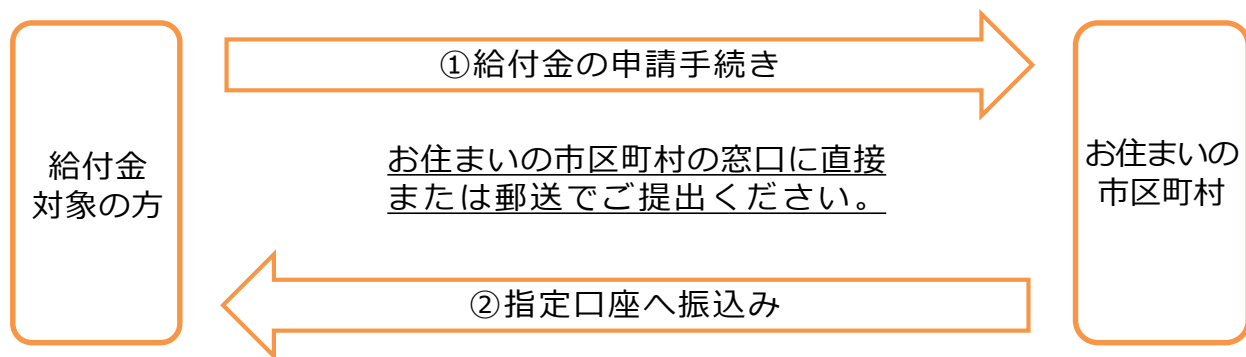 ①給付金の申請手続き
給付金
対象の方
お住まいの市区町村の窓口に直接
または郵送でご提出ください。
お住まいの
市区町村
②指定口座へ振込み